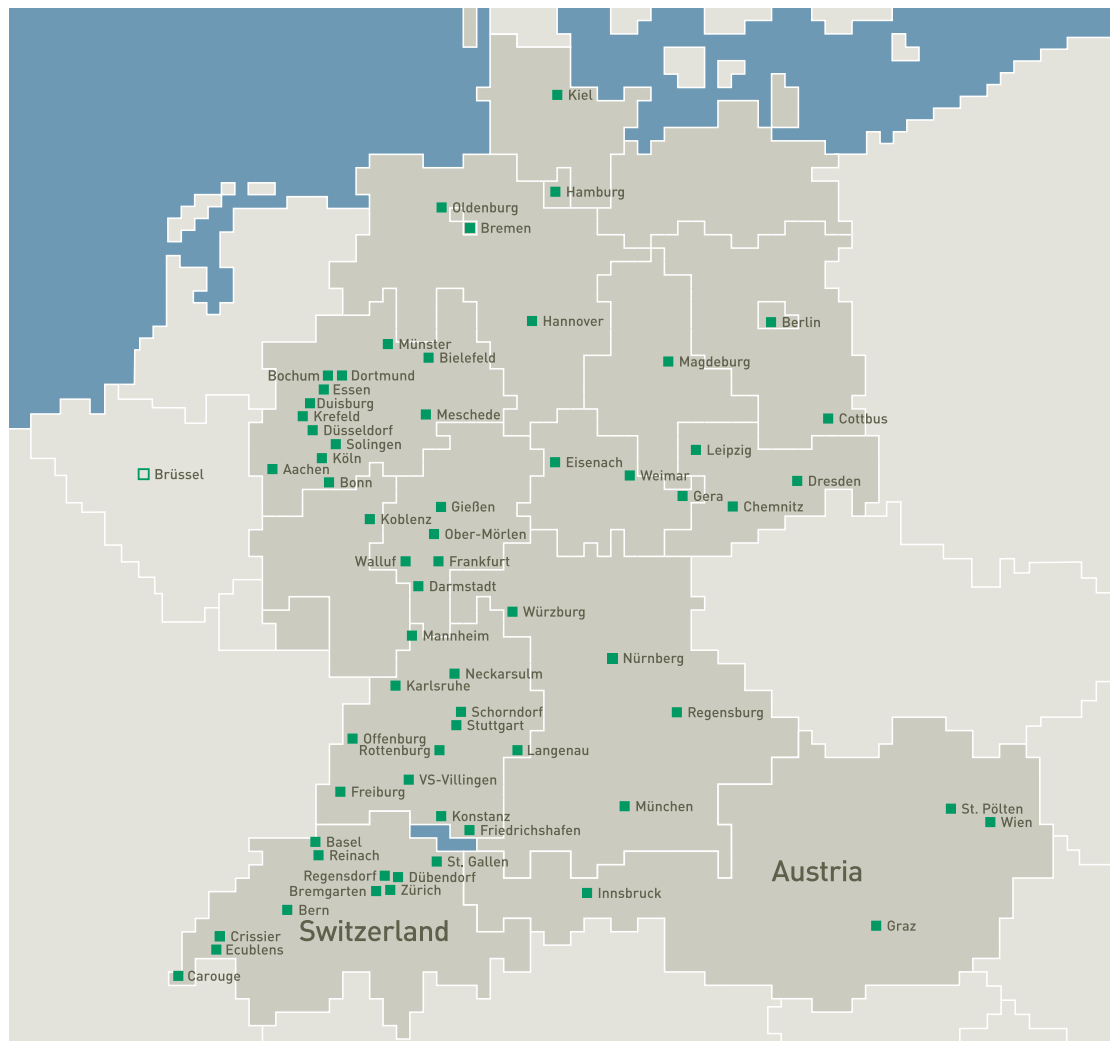 Kiel
Hamburg
Oldenburg
Bremen
Hannover
Berlin
Münster
Bielefeld
Magdeburg
Bochum
Dortmund
Essen
Duisburg
Krefeld
Meschede
Cottbus
Düsseldorf
Solingen
Leipzig
Köln
Eisenach
Aachen
Brüssel
Weimar
Bonn
Dresden
Gera
Gießen
Chemnitz
Koblenz
Ober-Mörlen
Walluf
Frankfurt
Darmstadt
Würzburg
Mannheim
Nürnberg
Neckarsulm
Karlsruhe
Schorndorf
Regensburg
Stuttgart
Offenburg
Rottenburg
Langenau
VS-Villingen
Freiburg
München
St. Pölten
Konstanz
Wien
Friedrichshafen
Basel
Reinach
St. Gallen
Austria
Regensdorf
Dübendorf
Bremgarten
Zürich
Innsbruck
Bern
Graz
Switzerland
Crissier
Ecublens
Carouge